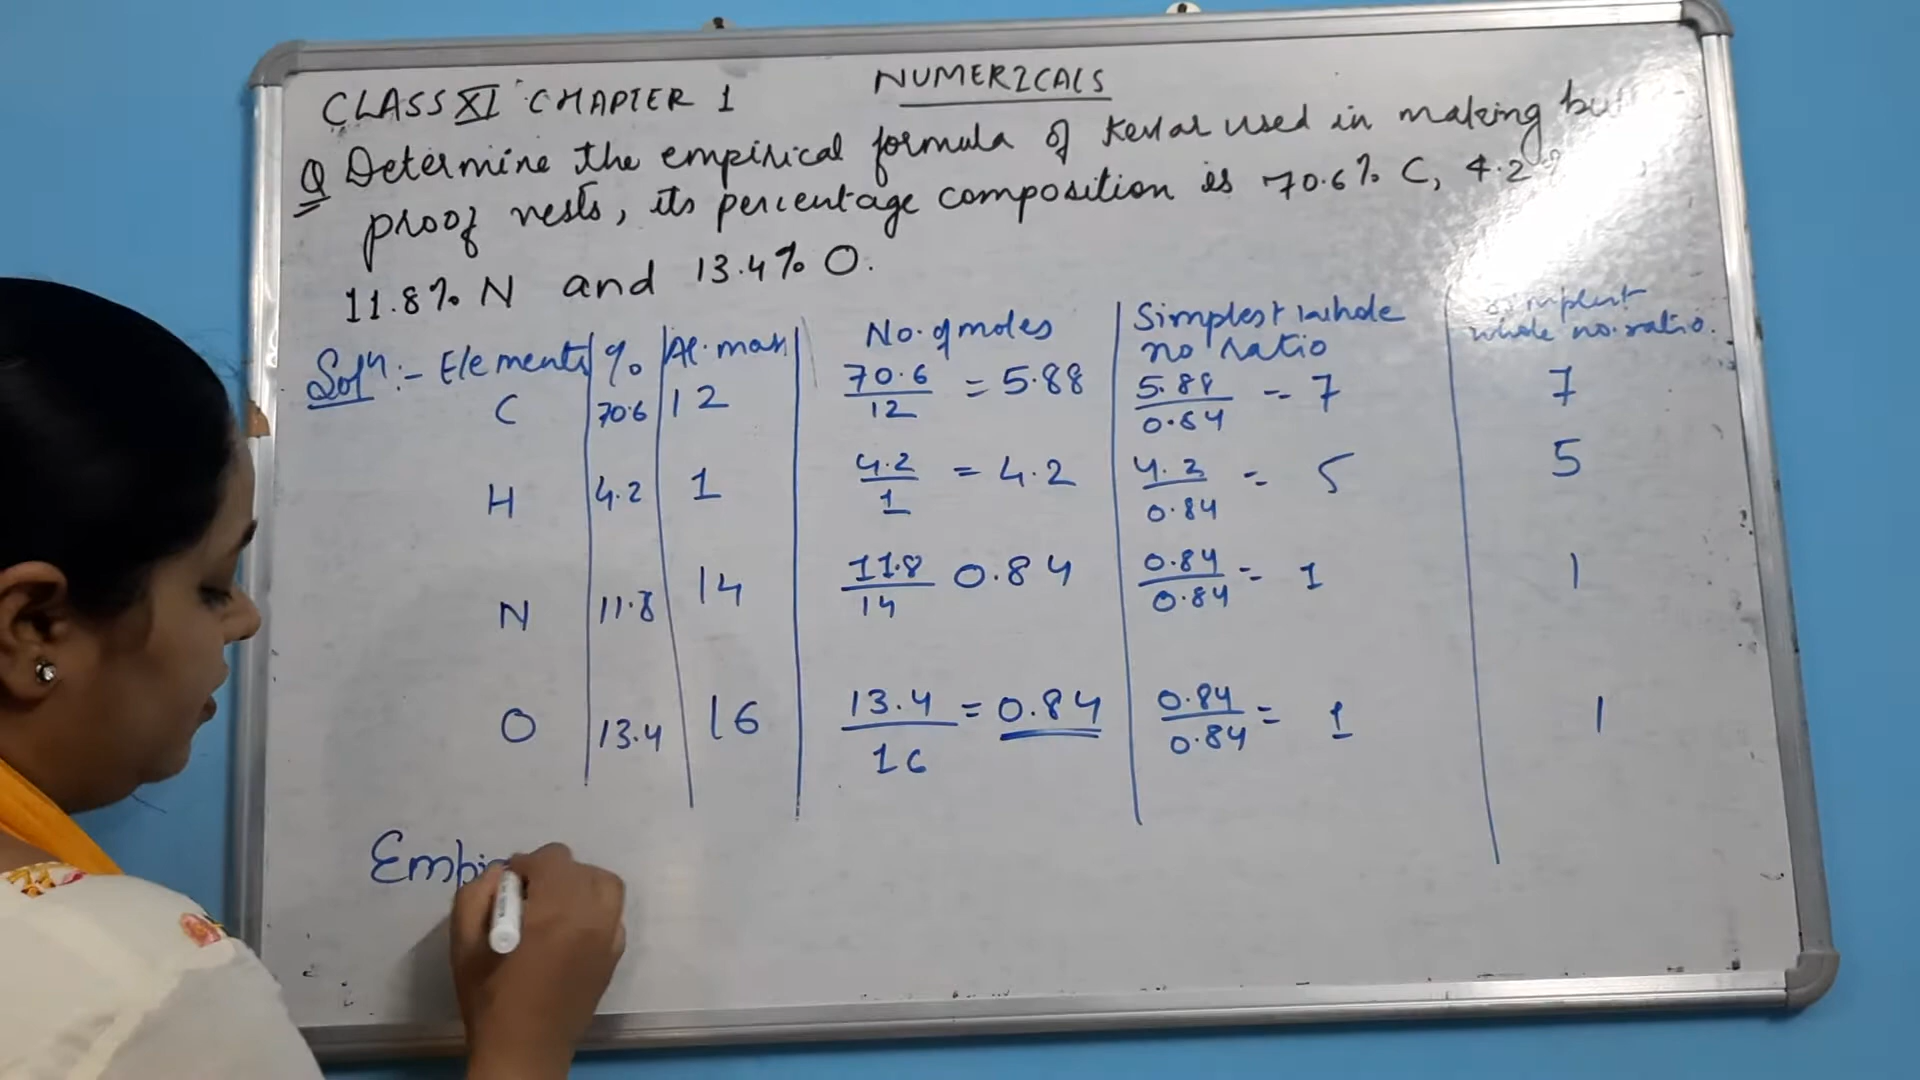 CLASS XI CHAPTER 1
NUMERICALS
Q Determine the empirical formula of Kevlar used in making
proof vests, its percentage composition is 70.6% C, 4.2
11.8% N and 13.4% O.
Solⁿ:- Elements % At. mass No. of moles Simplest whole no ratio Simplest whole no. ratio.
C 70.6 12 70.6/12 = 5.88 5.88/0.84 = 7 7
H 4.2 1 4.2/1 = 4.2 4.2/0.84 = 5 5
N 11.8 14 11.8/14 0.84 0.84/0.84 = 1 1
O 13.4 16 13.4/16 = 0.84 0.84/0.84 = 1 1
Empi